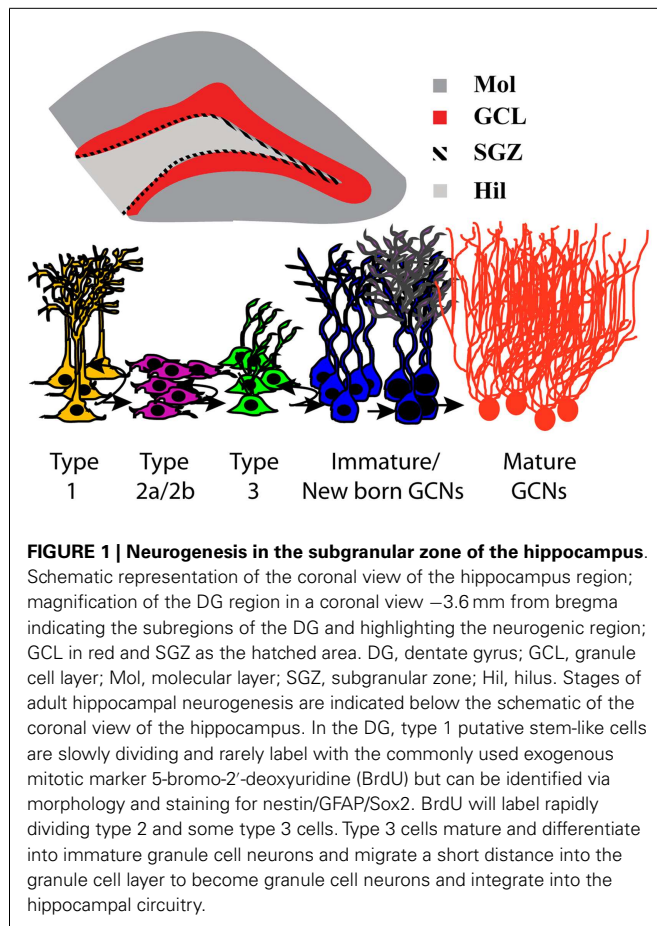 Mol
GCL
SGZ
Hil
Type 1
Type 2a/2b
Type 3
Immature/ New born GCNs
Mature GCNs
FIGURE 1 | Neurogenesis in the subgranular zone of the hippocampus.
Schematic representation of the coronal view of the hippocampus region;
magnification of the DG region in a coronal view −3.6 mm from bregma
indicating the subregions of the DG and highlighting the neurogenic region;
GCL in red and SGZ as the hatched area. DG, dentate gyrus; GCL, granule
cell layer; Mol, molecular layer; SGZ, subgranular zone; Hil, hilus. Stages of
adult hippocampal neurogenesis are indicated below the schematic of the
coronal view of the hippocampus. In the DG, type 1 putative stem-like cells
are slowly dividing and rarely label with the commonly used exogenous
mitotic marker 5-bromo-2′-deoxyuridine (BrdU) but can be identified via
morphology and staining for nestin/GFAP/Sox2. BrdU will label rapidly
dividing type 2 and some type 3 cells. Type 3 cells mature and differentiate
into immature granule cell neurons and migrate a short distance into the
granule cell layer to become granule cell neurons and integrate into the
hippocampal circuitry.